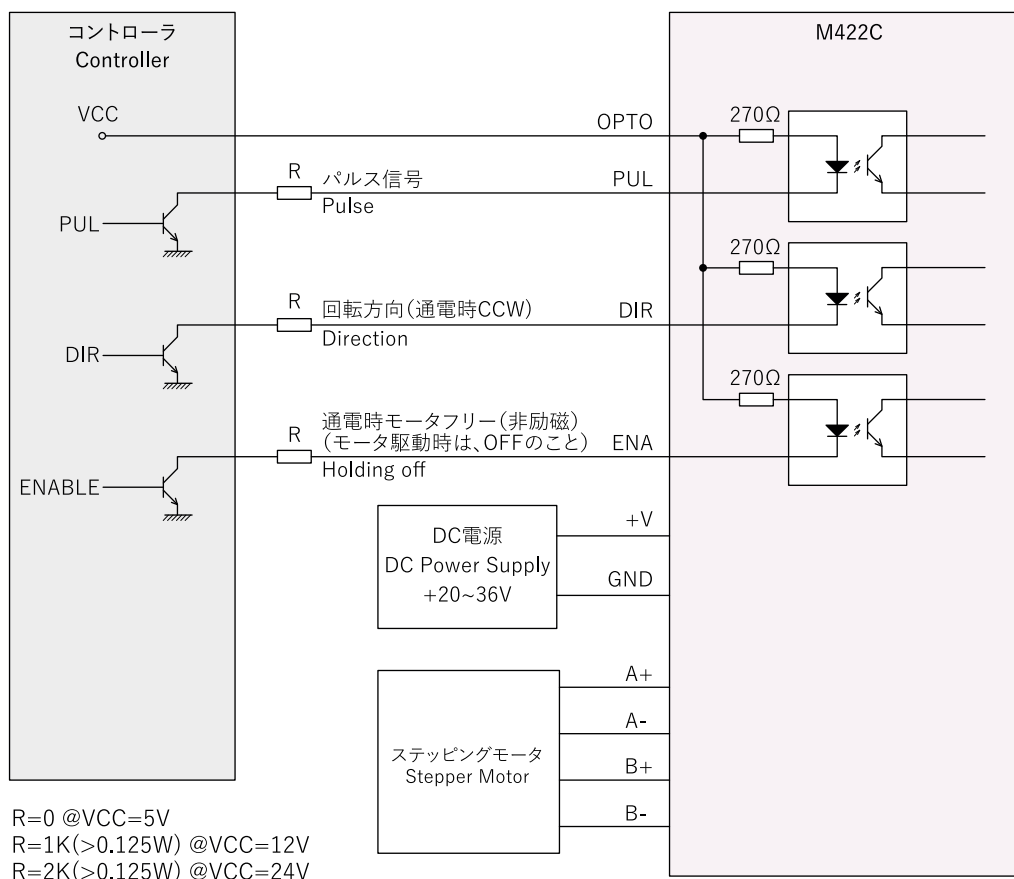 コントローラ
Controller
M422C
VCC
OPTO
270Ω
R
パルス信号
PUL
Pulse
PUL
270Ω
R
回転方向(通電時CCW)
DIR
Direction
DIR
270Ω
通電時モータフリー(非励磁)
R
(モータ駆動時は、OFFのこと)
ENA
Holding off
ENABLE
+V
DC電源
DC Power Supply
+20~36V
GND
A+
A-
ステッピングモータ
Stepper Motor
B+
B-
R=0 @VCC=5V
R=1K(>0.125W) @VCC=12V
R=2K(>0.125W) @VCC=24V